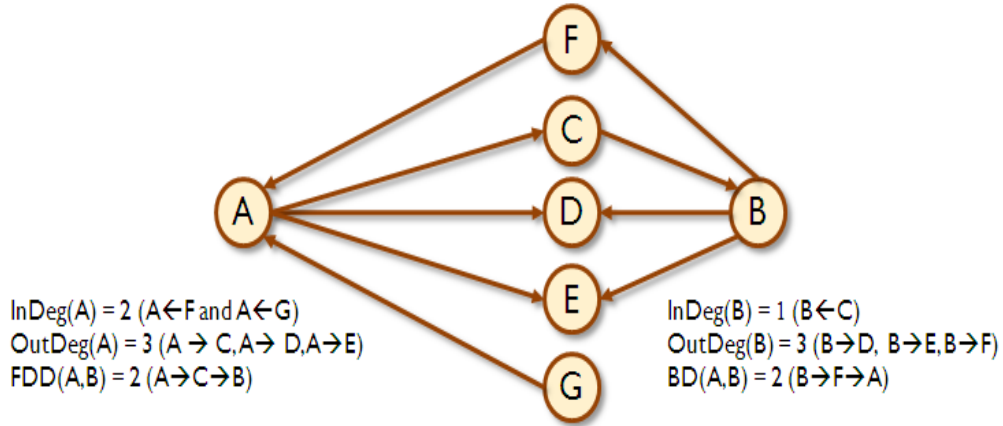 F
C
A
D
B
E
G
InDeg(A) = 2 (A←F and A←G)
OutDeg(A) = 3 (A → C,A→ D,A→E)
FDD(A,B) = 2 (A→C→B)
InDeg(B) = 1 (B←C)
OutDeg(B) = 3 (B→D, B→E,B→F)
BD(A,B) = 2 (B→F→A)